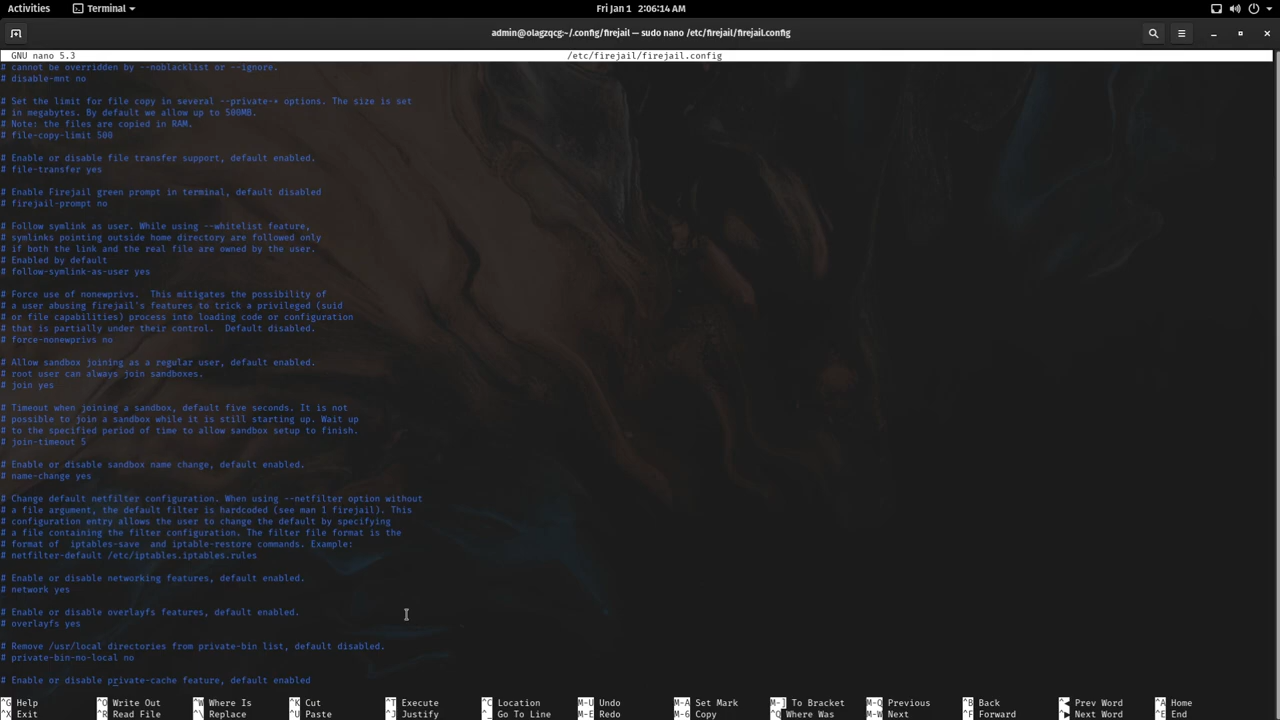 Activities
Terminal
Fri Jan 1 2:06:14 AM
admin@olagzqcg:~/.config/firejail — sudo nano /etc/firejail/firejail.config
GNU nano 5.3 /etc/firejail/firejail.config
# cannot be overridden by --noblacklist or --ignore.
# disable-mnt no
# Set the limit for file copy in several --private-* options. The size is set
# in megabytes. By default we allow up to 500MB.
# Note: the files are copied in RAM.
# file-copy-limit 500
# Enable or disable file transfer support, default enabled.
# file-transfer yes
# Enable Firejail green prompt in terminal, default disabled
# firejail-prompt no
# Follow symlink as user. While using --whitelist feature,
# symlinks pointing outside home directory are followed only
# if both the link and the real file are owned by the user.
# Enabled by default
# follow-symlink-as-user yes
# Force use of nonewprivs.  This mitigates the possibility of
# a user abusing firejail's features to trick a privileged (suid
# or file capabilities) process into loading code or configuration
# that is partially under their control.  Default disabled.
# force-nonewprivs no
# Allow sandbox joining as a regular user, default enabled.
# root user can always join sandboxes.
# join yes
# Timeout when joining a sandbox, default five seconds. It is not
# possible to join a sandbox while it is still starting up. Wait up
# to the specified period of time to allow sandbox setup to finish.
# join-timeout 5
# Enable or disable sandbox name change, default enabled.
# name-change yes
# Change default netfilter configuration. When using --netfilter option without
# a file argument, the default filter is hardcoded (see man 1 firejail). This
# configuration entry allows the user to change the default by specifying
# a file containing the filter configuration. The filter file format is the
# format of  iptables-save  and iptable-restore commands. Example:
# netfilter-default /etc/iptables.iptables.rules
# Enable or disable networking features, default enabled.
# network yes
# Enable or disable overlayfs features, default enabled.
# overlayfs yes
# Remove /usr/local directories from private-bin list, default disabled.
# private-bin-no-local no
# Enable or disable private-cache feature, default enabled
^G Help ^O Write Out ^W Where Is ^K Cut ^T Execute ^C Location M-U Undo M-A Set Mark M-] To Bracket M-Q Previous ^B Back ^◀ Prev Word ^A Home
^X Exit ^R Read File ^\ Replace ^U Paste ^J Justify ^_ Go To Line M-E Redo M-6 Copy ^Q Where Was M-W Next ^F Forward ^▶ Next Word ^E End